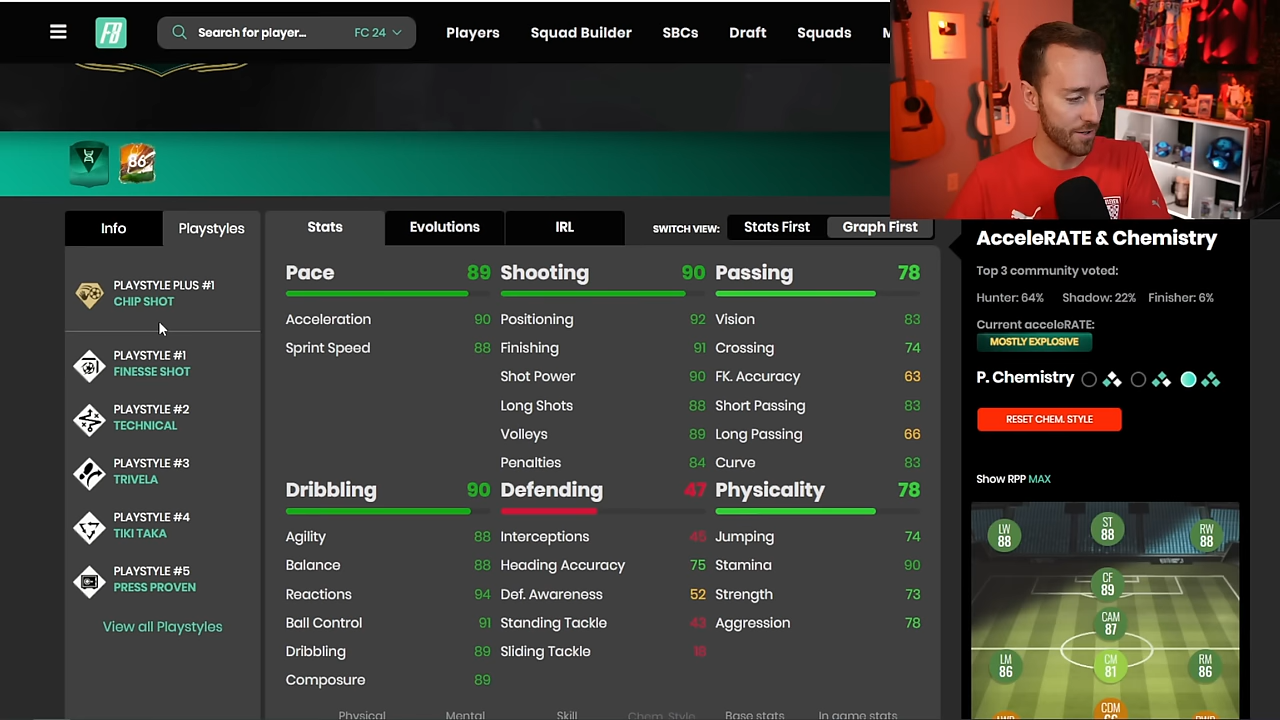 FB
Search for player...
FC 24
Players
Squad Builder
SBCs
Draft
Squads
86
Info
Playstyles
PLAYSTYLE PLUS #1
CHIP SHOT
PLAYSTYLE #1
FINESSE SHOT
PLAYSTYLE #2
TECHNICAL
PLAYSTYLE #3
TRIVELA
PLAYSTYLE #4
TIKI TAKA
PLAYSTYLE #5
PRESS PROVEN
View all Playstyles
Stats
Evolutions
IRL
SWITCH VIEW:
Stats First
Graph First
Pace 89
Acceleration 90
Sprint Speed 88
Shooting 90
Positioning 92
Finishing 91
Shot Power 90
Long Shots 88
Volleys 89
Penalties 84
Passing 78
Vision 83
Crossing 74
FK. Accuracy 63
Short Passing 83
Long Passing 66
Curve 83
Dribbling 90
Agility 88
Balance 88
Reactions 94
Ball Control 91
Dribbling 89
Composure 89
Defending 47
Interceptions 45
Heading Accuracy 75
Def. Awareness 52
Standing Tackle 43
Sliding Tackle 18
Physicality 78
Jumping 74
Stamina 90
Strength 73
Aggression 78
Physical
Mental
Skill
Chem. Style
Base stats
In game stats
AcceleRATE & Chemistry
Top 3 community voted:
Hunter: 64% Shadow: 22% Finisher: 6%
Current acceleRATE:
MOSTLY EXPLOSIVE
P. Chemistry
RESET CHEM. STYLE
Show RPP MAX
LW
88
ST
88
RW
88
CF
89
CAM
87
LM
86
CM
81
RM
86
CDM